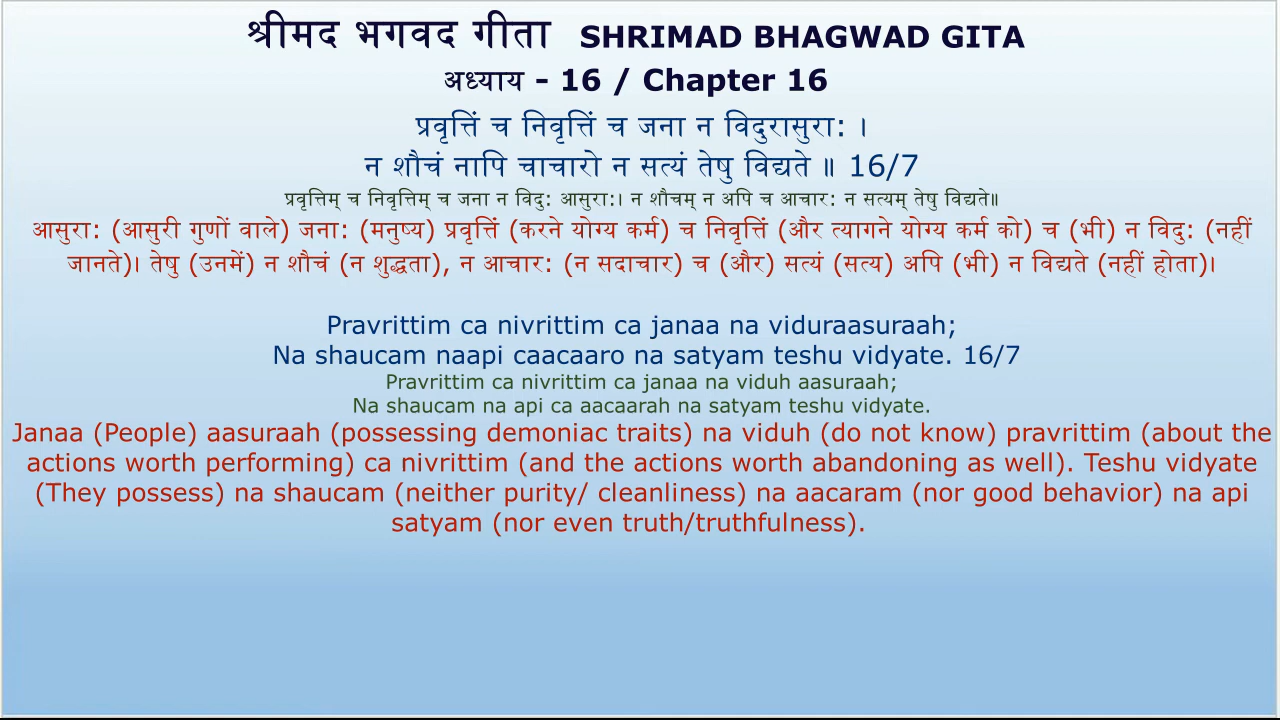 श्रीमद भगवद गीता SHRIMAD BHAGWAD GITA
अध्याय - 16 / Chapter 16
प्रवृत्तिं च निवृत्तिं च जना न विदुरासुरा: ।
न शौचं नापि चाचारो न सत्यं तेषु विद्यते ॥ 16/7
प्रवृत्तिम् च निवृत्तिम् च जना न विदु: आसुरा:। न शौचम् न अपि च आचार: न सत्यम् तेषु विद्यते॥
आसुरा: (आसुरी गुणों वाले) जना: (मनुष्य) प्रवृत्तिं (करने योग्य कर्म) च निवृत्तिं (और त्यागने योग्य कर्म को) च (भी) न विदु: (नहीं
जानते)। तेषु (उनमें) न शौचं (न शुद्धता), न आचार: (न सदाचार) च (और) सत्यं (सत्य) अपि (भी) न विद्यते (नहीं होता)।
Pravrittim ca nivrittim ca janaa na viduraasuraah;
Na shaucam naapi caacaaro na satyam teshu vidyate. 16/7
Pravrittim ca nivrittim ca janaa na viduh aasuraah;
Na shaucam na api ca aacaarah na satyam teshu vidyate.
Janaa (People) aasuraah (possessing demoniac traits) na viduh (do not know) pravrittim (about the
actions worth performing) ca nivrittim (and the actions worth abandoning as well). Teshu vidyate
(They possess) na shaucam (neither purity/ cleanliness) na aacaram (nor good behavior) na api
satyam (nor even truth/truthfulness).